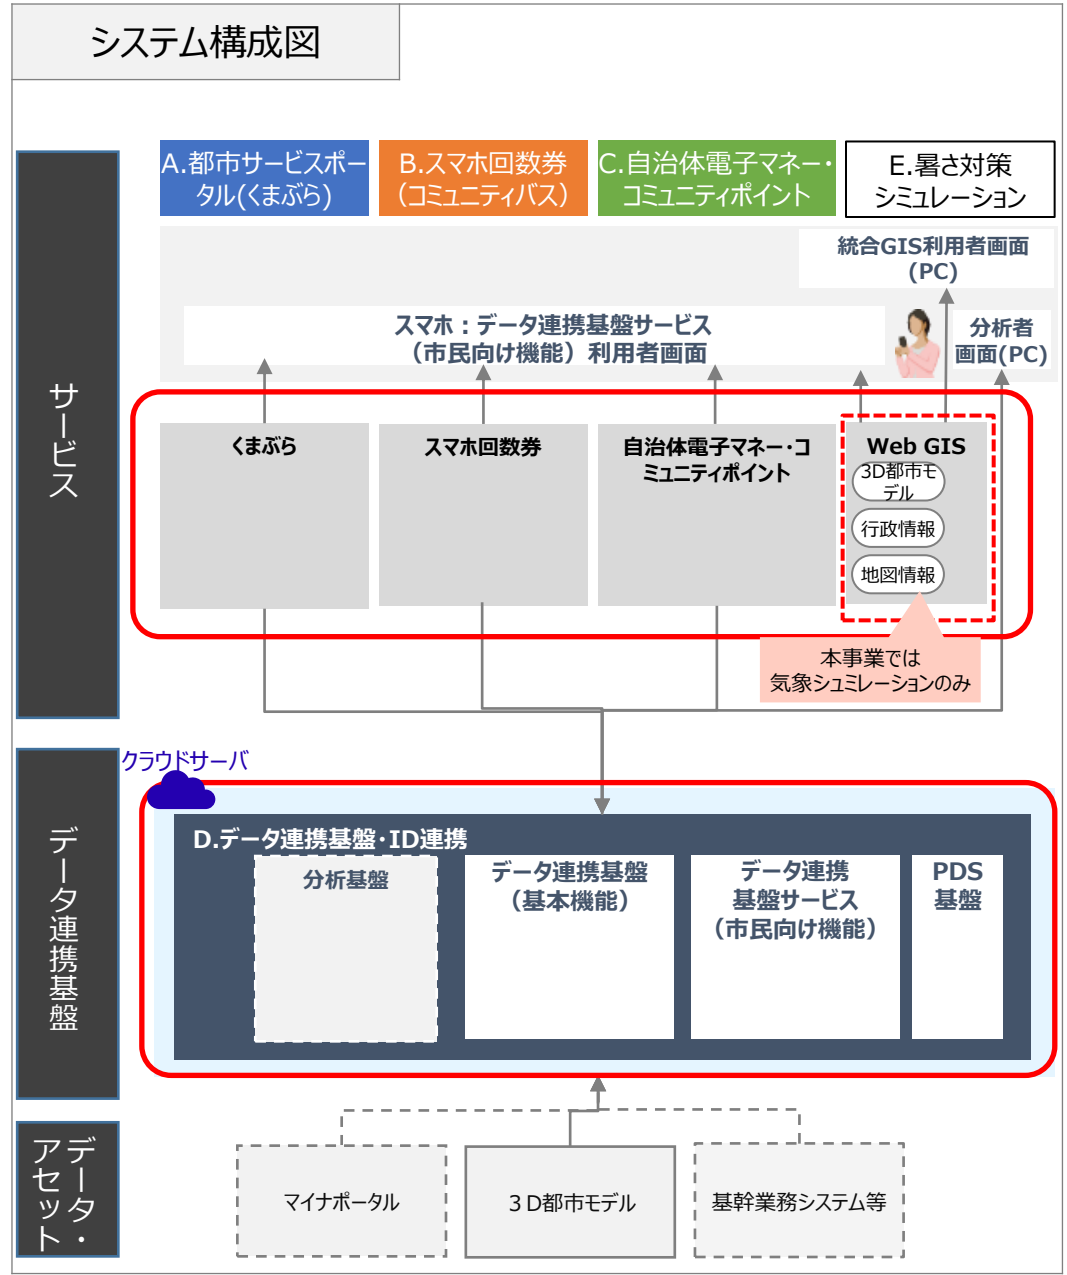 システム構成図
A.都市サービスポー
タル(くまぶら)
B.スマホ回数券
（コミュニティバス）
C.自治体電子マネー・
コミュニティポイント
E.暑さ対策
シミュレーション
サービス
統合GIS利用者画面
(PC)
スマホ：データ連携基盤サービス
（市民向け機能）利用者画面
分析者
画面(PC)
くまぶら
スマホ回数券
自治体電子マネー・コ
ミュニティポイント
Web GIS
3D都市モ
デル
行政情報
地図情報
本事業では
気象シュミレーションのみ
データ連携基盤
クラウドサーバ
D.データ連携基盤・ID連携
分析基盤
データ連携基盤
（基本機能）
データ連携
基盤サービス
（市民向け機能）
PDS
基盤
データ・
アセット
マイナポータル
３D都市モデル
基幹業務システム等